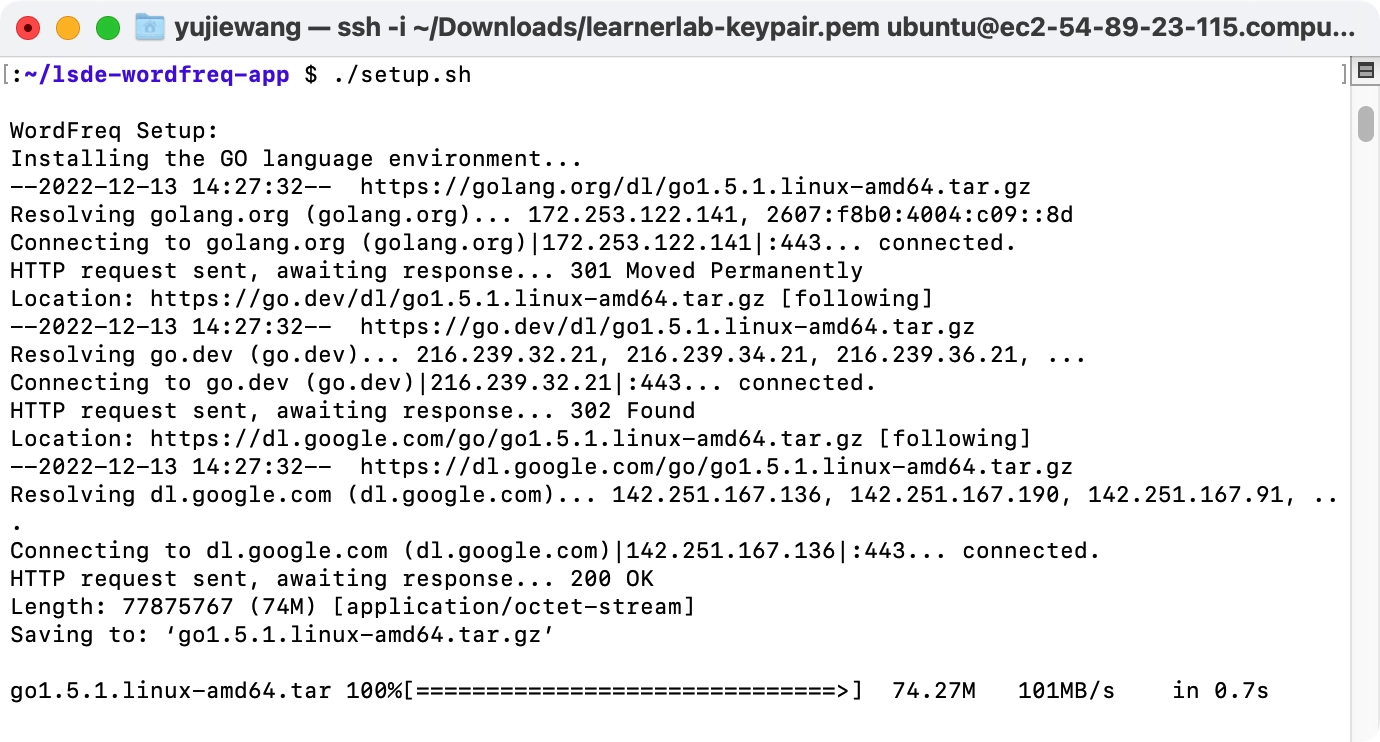 yujiewang — ssh -i ~/Downloads/learnerlab-keypair.pem ubuntu@ec2-54-89-23-115.compu...
[:~/lsde-wordfreq-app $ ./setup.sh ]
WordFreq Setup:
Installing the GO language environment...
--2022-12-13 14:27:32--  https://golang.org/dl/go1.5.1.linux-amd64.tar.gz
Resolving golang.org (golang.org)... 172.253.122.141, 2607:f8b0:4004:c09::8d
Connecting to golang.org (golang.org)|172.253.122.141|:443... connected.
HTTP request sent, awaiting response... 301 Moved Permanently
Location: https://go.dev/dl/go1.5.1.linux-amd64.tar.gz [following]
--2022-12-13 14:27:32--  https://go.dev/dl/go1.5.1.linux-amd64.tar.gz
Resolving go.dev (go.dev)... 216.239.32.21, 216.239.34.21, 216.239.36.21, ...
Connecting to go.dev (go.dev)|216.239.32.21|:443... connected.
HTTP request sent, awaiting response... 302 Found
Location: https://dl.google.com/go/go1.5.1.linux-amd64.tar.gz [following]
--2022-12-13 14:27:32--  https://dl.google.com/go/go1.5.1.linux-amd64.tar.gz
Resolving dl.google.com (dl.google.com)... 142.251.167.136, 142.251.167.190, 142.251.167.91, ..
.
Connecting to dl.google.com (dl.google.com)|142.251.167.136|:443... connected.
HTTP request sent, awaiting response... 200 OK
Length: 77875767 (74M) [application/octet-stream]
Saving to: ‘go1.5.1.linux-amd64.tar.gz’
go1.5.1.linux-amd64.tar 100%[==============================>]  74.27M   101MB/s    in 0.7s